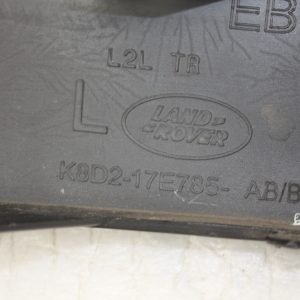 EB
L2L TR
L
LAND-
-ROVER
K8D2-17E785- AB/B